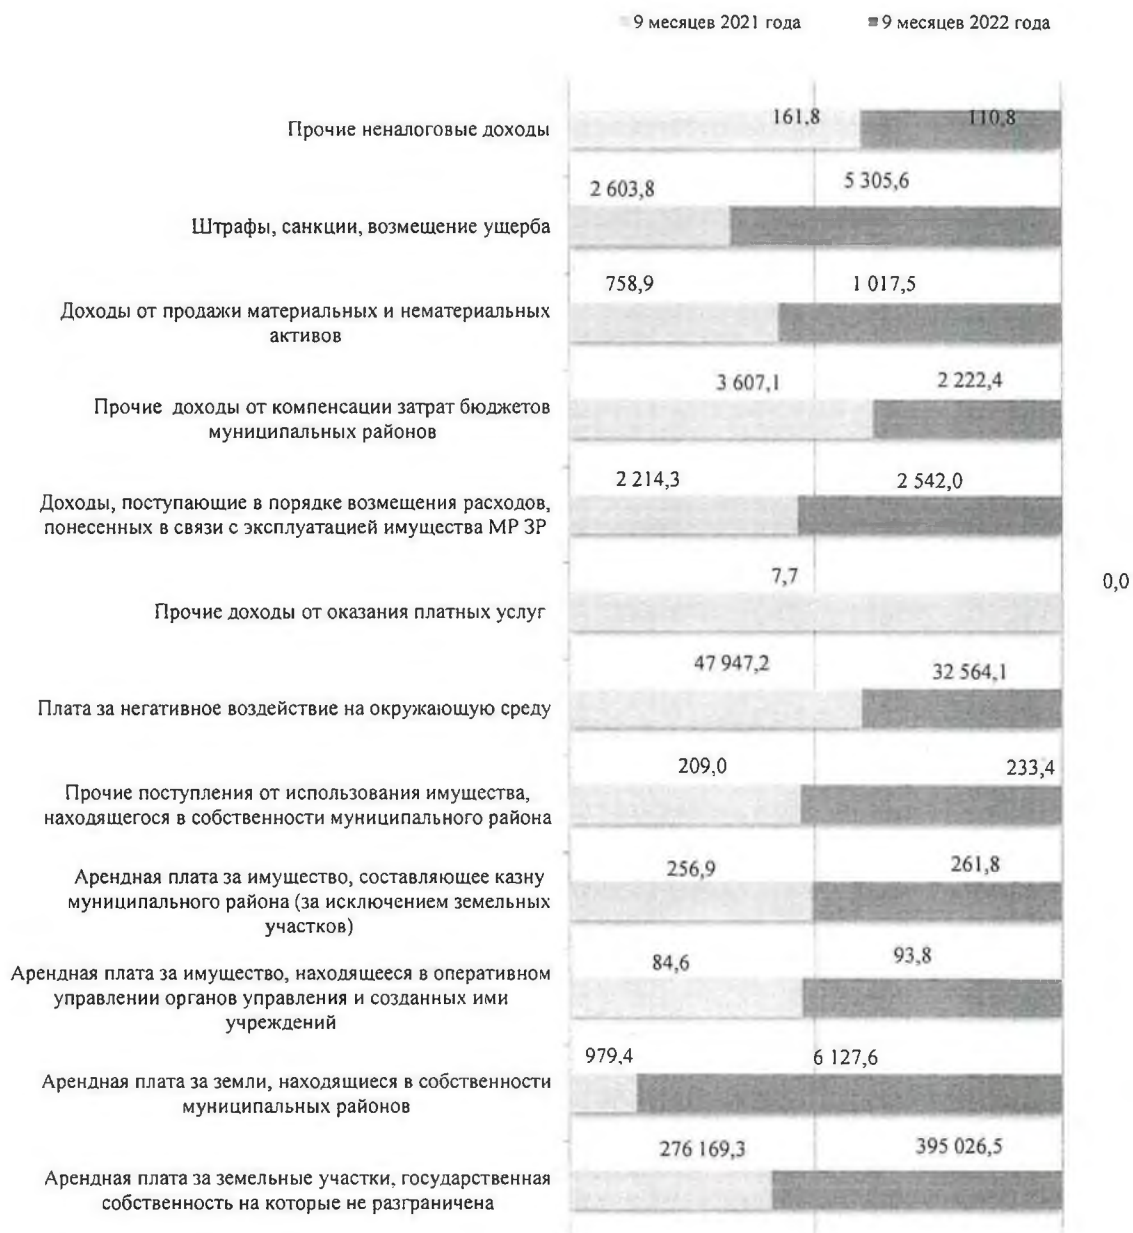 9 месяцев 2021 года
9 месяцев 2022 года
161,8
110,8
Прочие неналоговые доходы
2 603,8
5 305,6
Штрафы, санкции, возмещение ущерба
758,9
1 017,5
Доходы от продажи материальных и нематериальных
активов
3 607,1
2 222,4
Прочие доходы от компенсации затрат бюджетов
муниципальных районов
2 214,3
2 542,0
Доходы, поступающие в порядке возмещения расходов,
понесенных в связи с эксплуатацией имущества МР ЗР
7,7
0,0
Прочие доходы от оказания платных услуг
47 947,2
32 564,1
Плата за негативное воздействие на окружающую среду
209,0
233,4
Прочие поступления от использования имущества,
находящегося в собственности муниципального района
256,9
261,8
Арендная плата за имущество, составляющее казну
муниципального района (за исключением земельных
участков)
84,6
93,8
Арендная плата за имущество, находящееся в оперативном
управлении органов управления и созданных ими
учреждений
979,4
6 127,6
Арендная плата за земли, находящиеся в собственности
муниципальных районов
276 169,3
395 026,5
Арендная плата за земельные участки, государственная
собственность на которые не разграничена